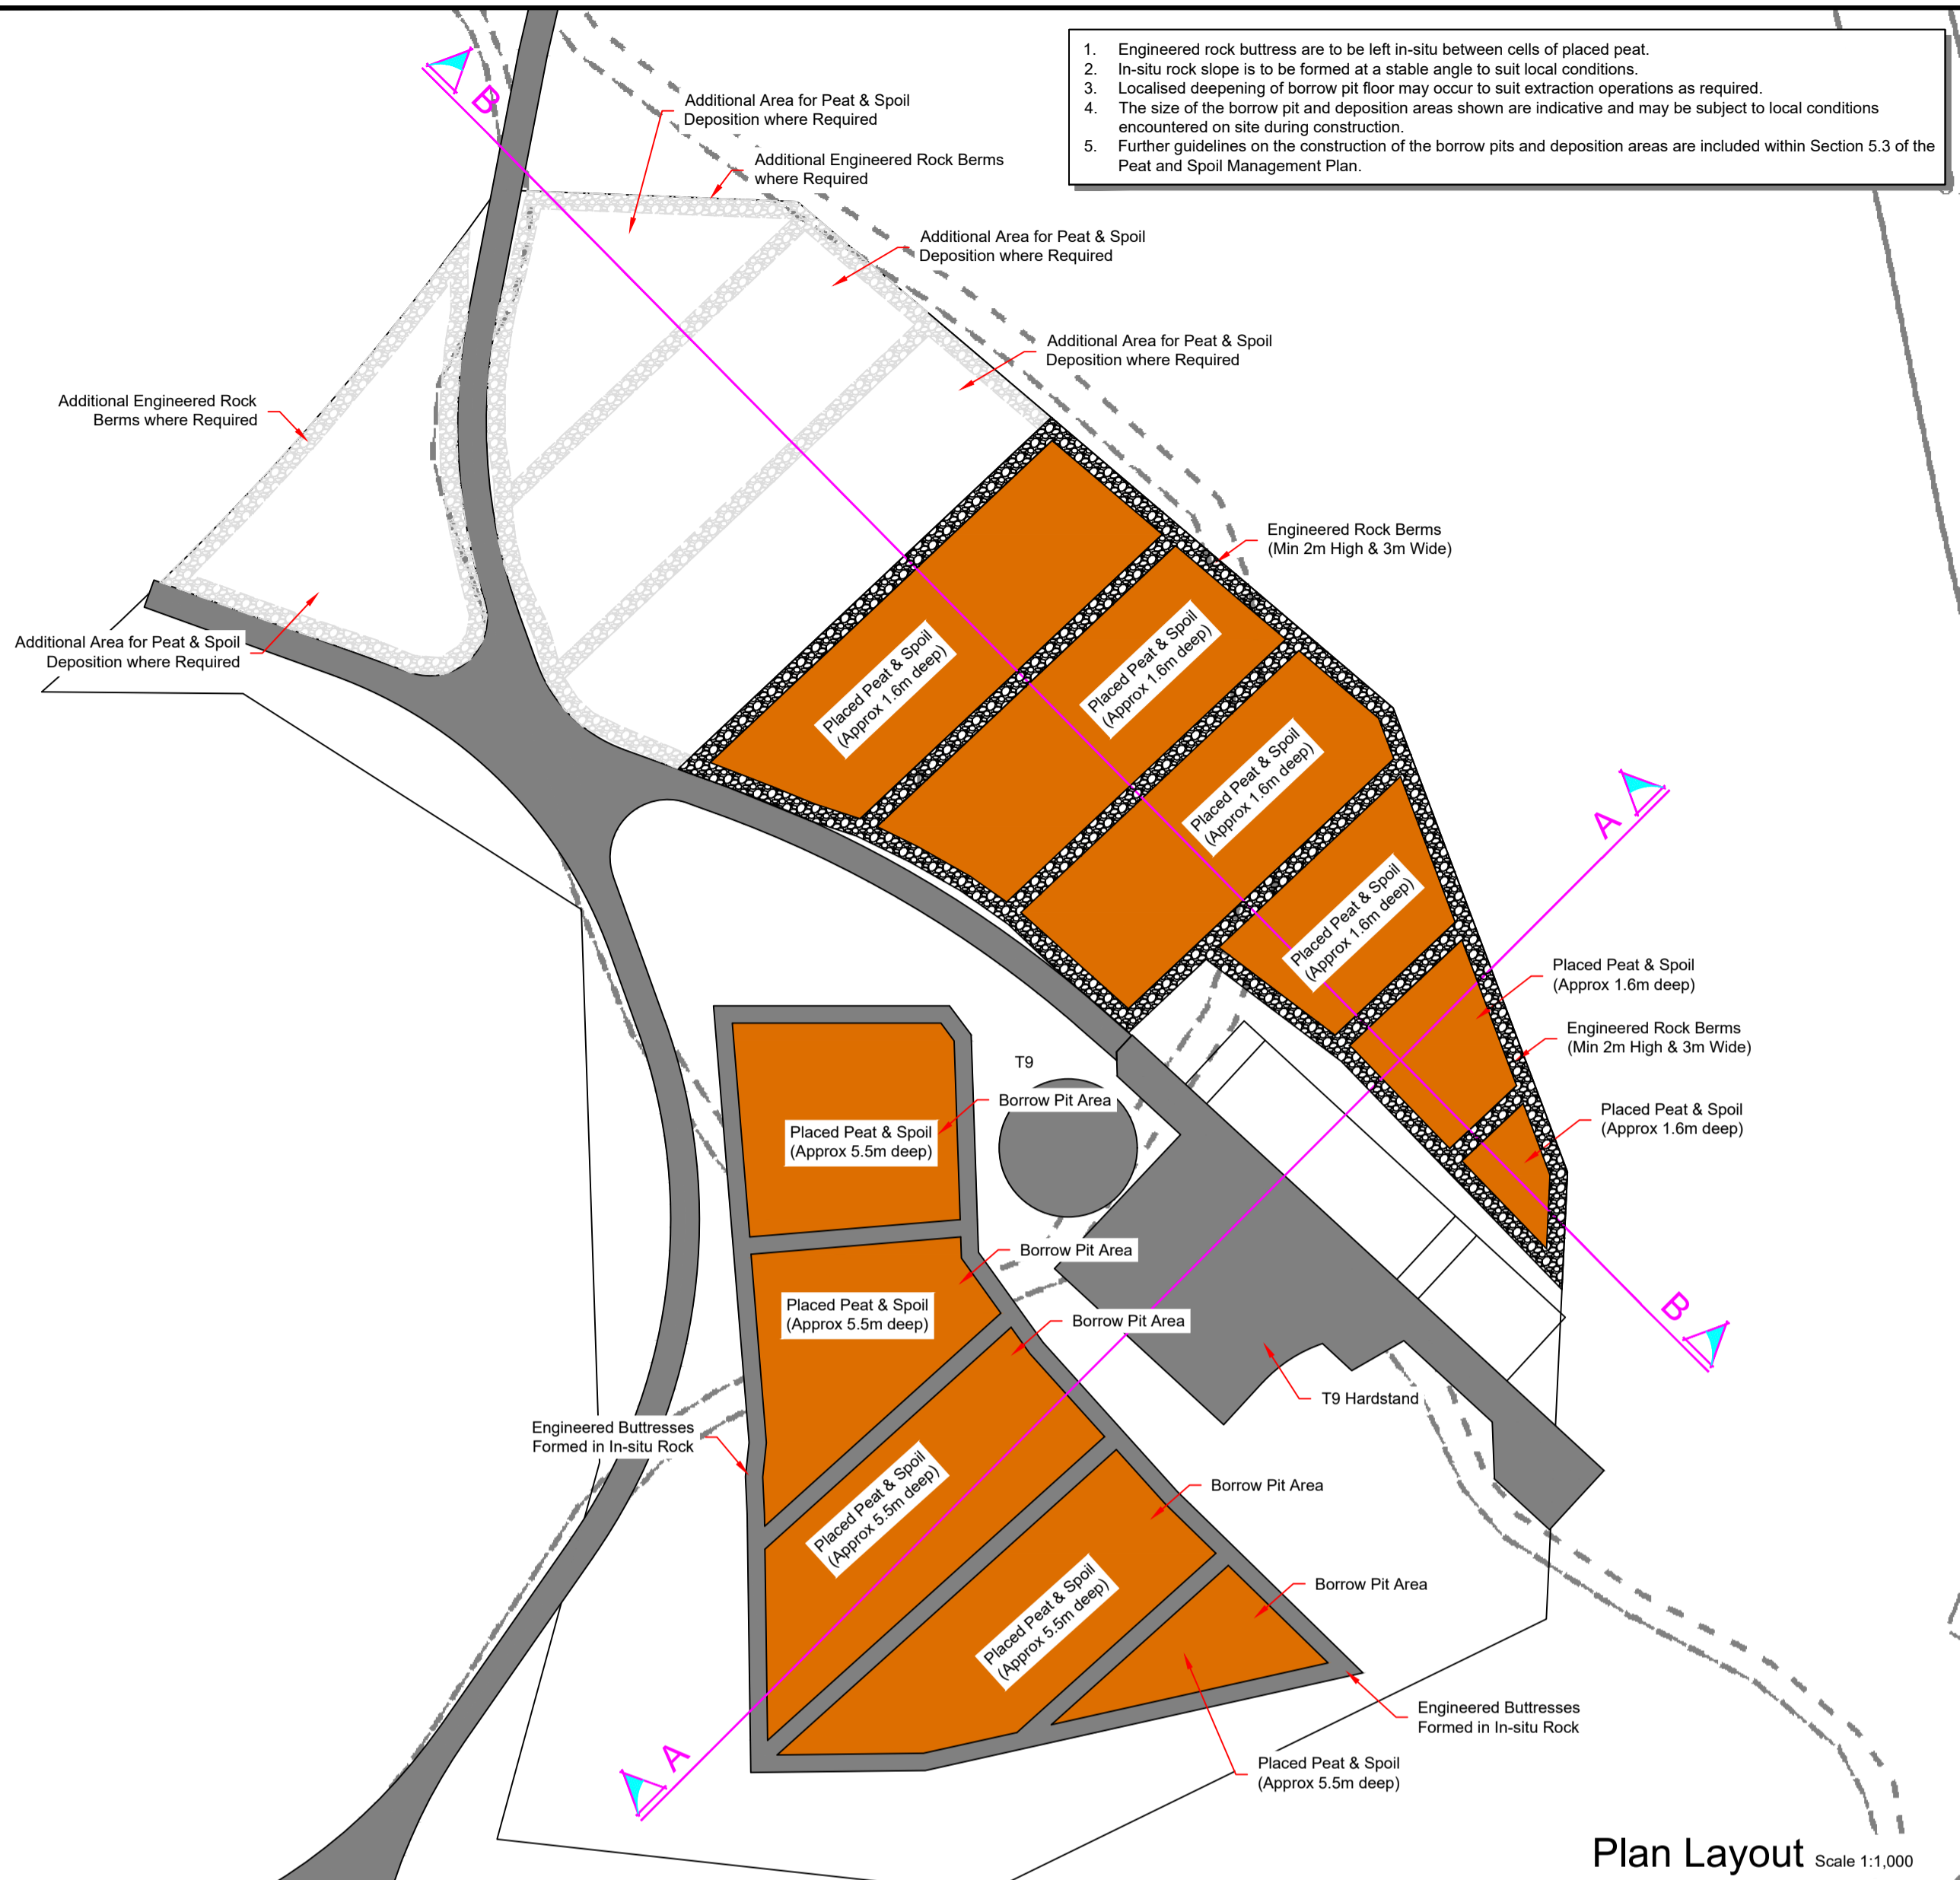 1. Engineered rock buttress are to be left in-situ between cells of placed peat.
2. In-situ rock slope is to be formed at a stable angle to suit local conditions.
3. Localised deepening of borrow pit floor may occur to suit extraction operations as required.
4. The size of the borrow pit and deposition areas shown are indicative and may be subject to local conditions
encountered on site during construction.
5. Further guidelines on the construction of the borrow pits and deposition areas are included within Section 5.3 of the
Peat and Spoil Management Plan.
B
Additional Area for Peat & Spoil
Deposition where Required
Additional Engineered Rock Berms
where Required
Additional Area for Peat & Spoil
Deposition where Required
Additional Area for Peat & Spoil
Deposition where Required
Additional Engineered Rock
Berms where Required
Engineered Rock Berms
(Min 2m High & 3m Wide)
Additional Area for Peat & Spoil
Deposition where Required
Placed Peat & Spoil
(Approx 1.6m deep)
Placed Peat & Spoil
(Approx 1.6m deep)
Placed Peat & Spoil
(Approx 1.6m deep)
A
Placed Peat & Spoil
(Approx 1.6m deep)
Placed Peat & Spoil
(Approx 1.6m deep)
Engineered Rock Berms
(Min 2m High & 3m Wide)
T9
Borrow Pit Area
Placed Peat & Spoil
(Approx 1.6m deep)
Placed Peat & Spoil
(Approx 5.5m deep)
Borrow Pit Area
Placed Peat & Spoil
(Approx 5.5m deep)
Borrow Pit Area
B
T9 Hardstand
Engineered Buttresses
Formed in In-situ Rock
Placed Peat & Spoil
(Approx 5.5m deep)
Borrow Pit Area
Placed Peat & Spoil
(Approx 5.5m deep)
Borrow Pit Area
Engineered Buttresses
Formed in In-situ Rock
A
Placed Peat & Spoil
(Approx 5.5m deep)
Plan Layout Scale 1:1,000